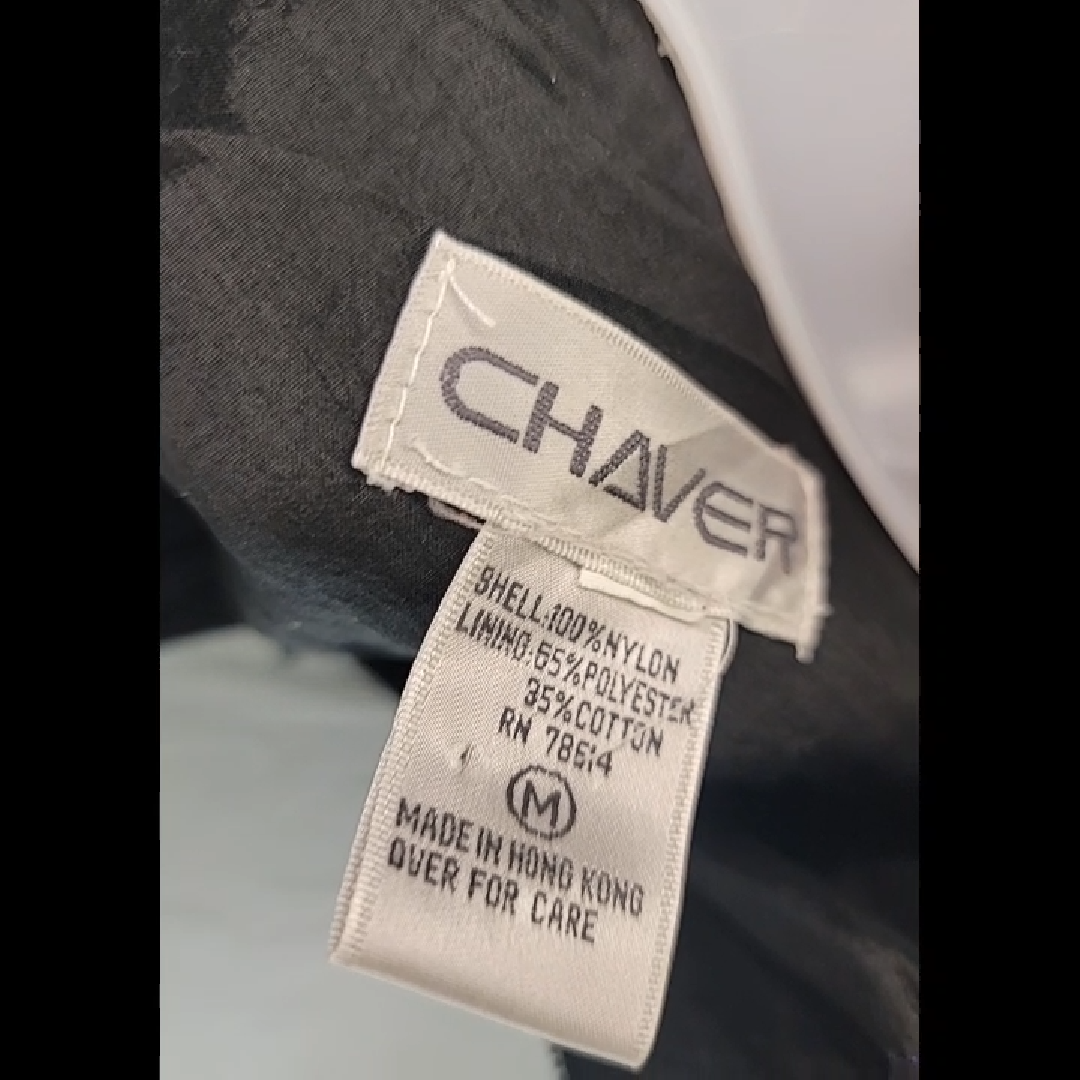 CHAVER
SHELL:100%NYLON
LINING:65%POLYESTER
35%COTTON
RN 78614
M
MADE IN HONG KONG
OVER FOR CARE